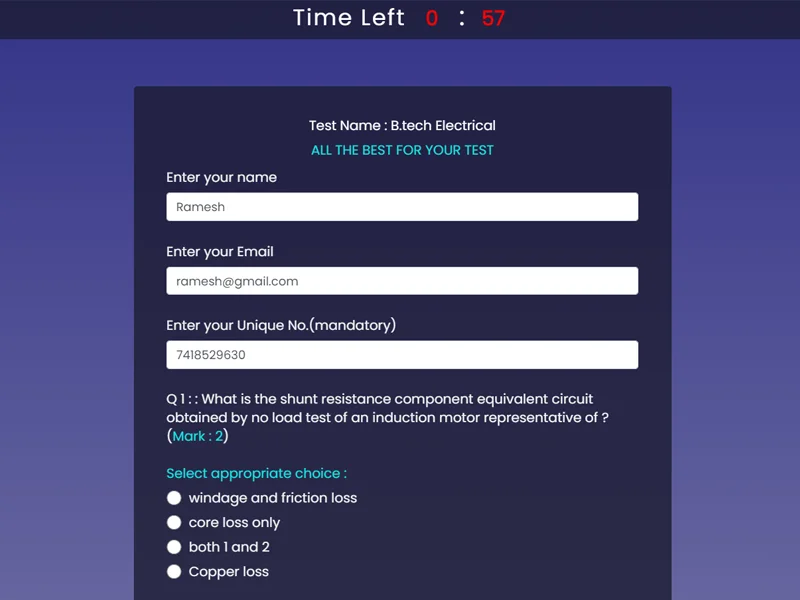 Time Left 0 : 57
Test Name : B.tech Electrical
ALL THE BEST FOR YOUR TEST
Enter your name
Ramesh
Enter your Email
ramesh@gmail.com
Enter your Unique No.(mandatory)
7418529630
Q 1 : : What is the shunt resistance component equivalent circuit
obtained by no load test of an induction motor representative of ?
(Mark : 2)
Select appropriate choice :
windage and friction loss
core loss only
both 1 and 2
Copper loss